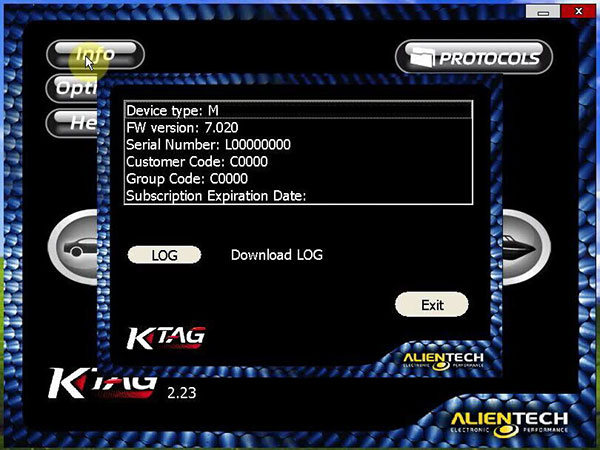 Info
PROTOCOLS
Opti
He
Device type: M
FW version: 7.020
Serial Number: L00000000
Customer Code: C0000
Group Code: C0000
Subscription Expiration Date:
LOG
Download LOG
Exit
KTAG
ALIENTECH
ELECTRONIC PERFORMANCE
KTAG
2.23
ALIENTECH
ELECTRONIC PERFORMANCE